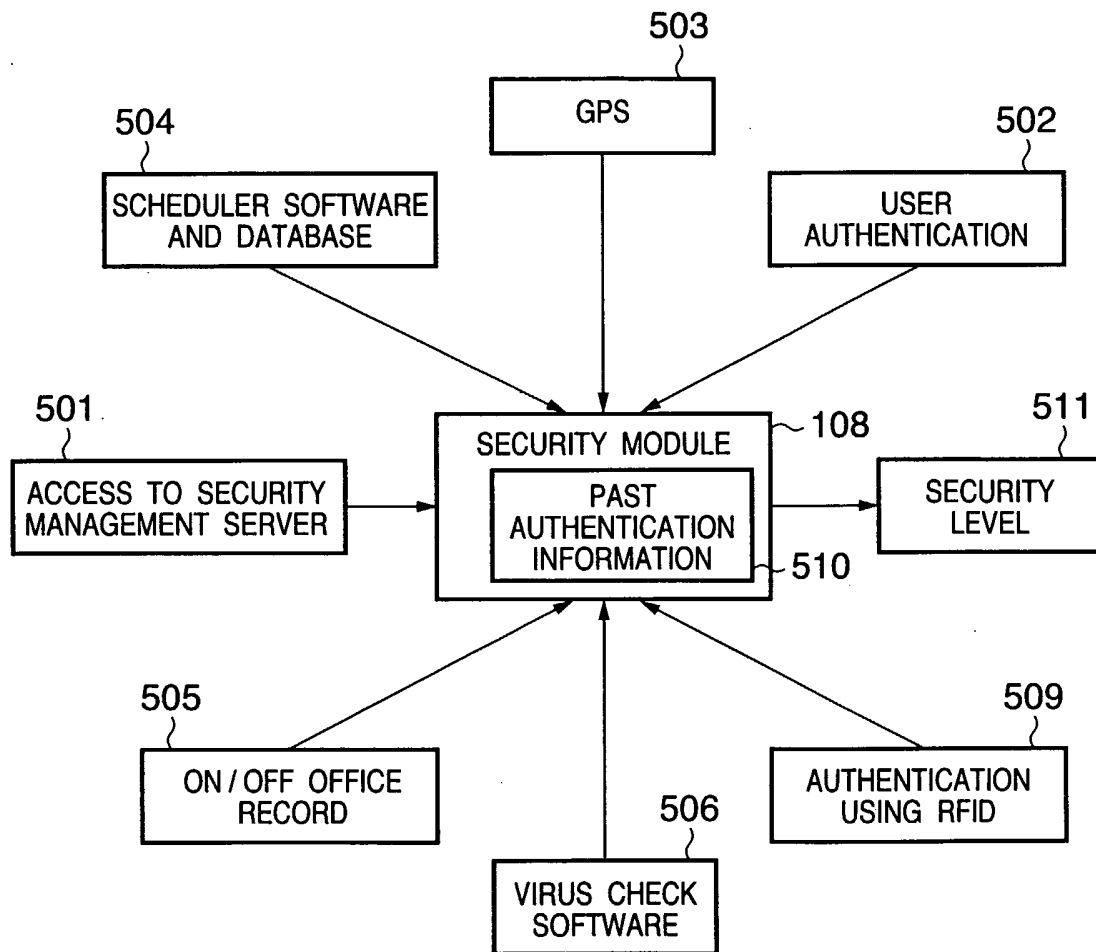 503
GPS
504
SCHEDULER SOFTWARE
AND DATABASE
502
USER
AUTHENTICATION
501
ACCESS TO SECURITY
MANAGEMENT SERVER
SECURITY MODULE
108
PAST
AUTHENTICATION
INFORMATION
510
511
SECURITY
LEVEL
505
ON / OFF OFFICE
RECORD
506
VIRUS CHECK
SOFTWARE
509
AUTHENTICATION
USING RFID